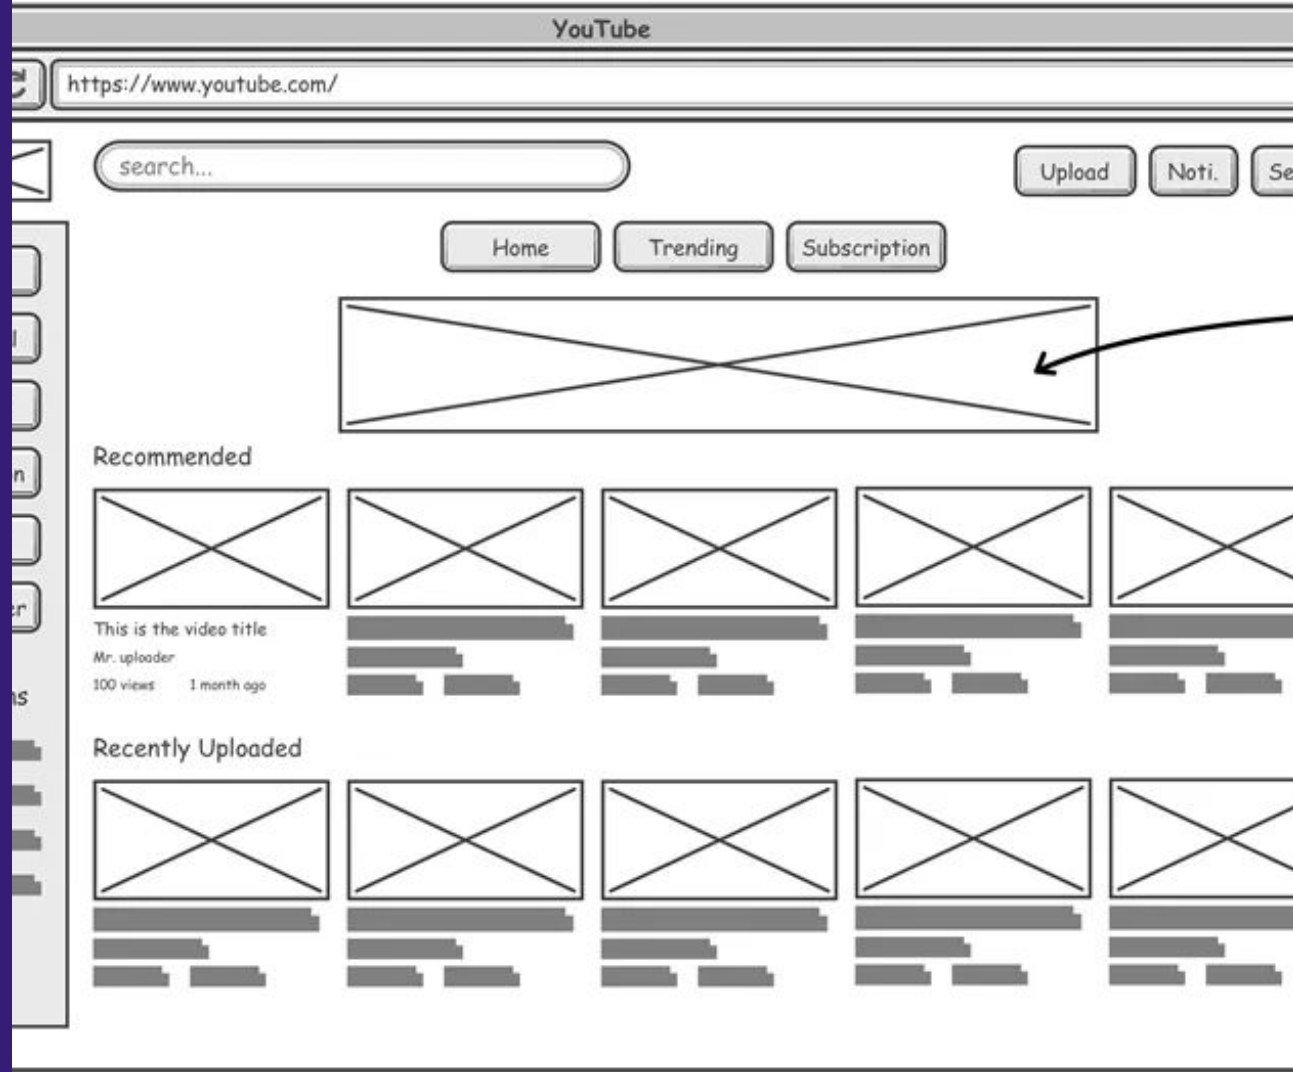 YouTube
https://www.youtube.com/
search...
Upload
Noti.
Home
Trending
Subscription
Recommended
This is the video title
Mr. uploader
100 views 1 month ago
Recently Uploaded